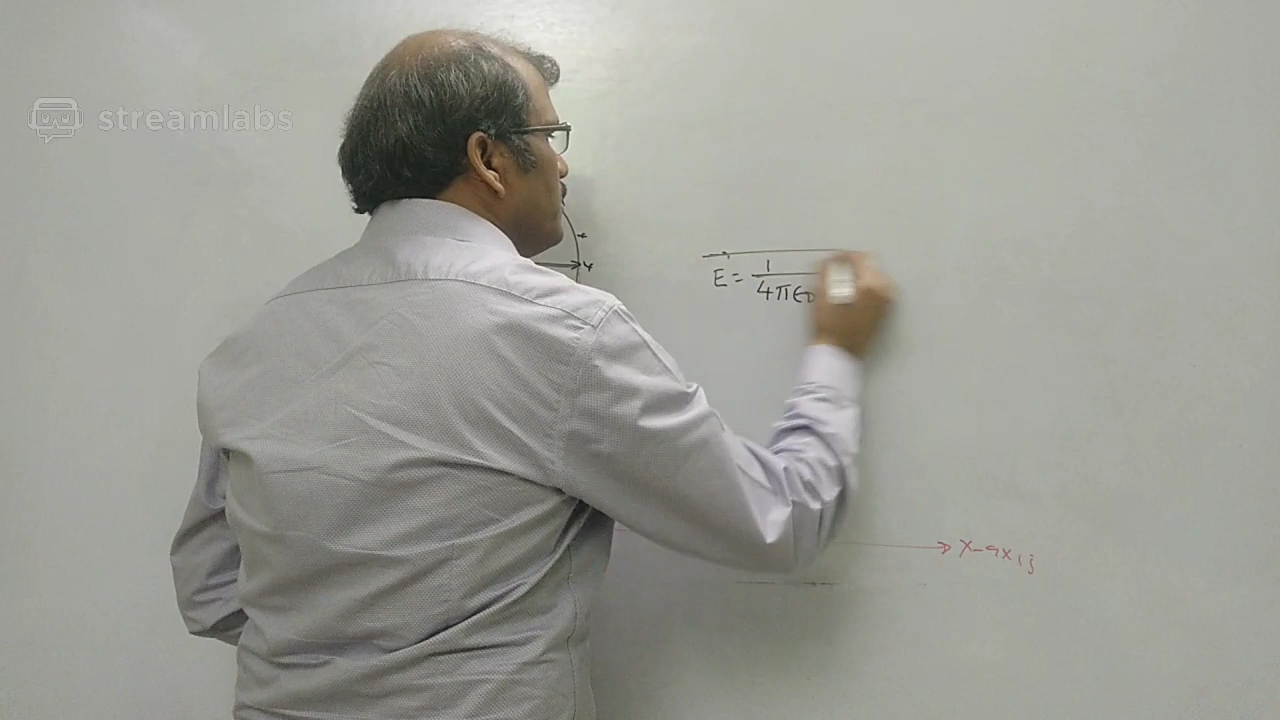 streamlabs
E = 1/4πϵ0
X-axis